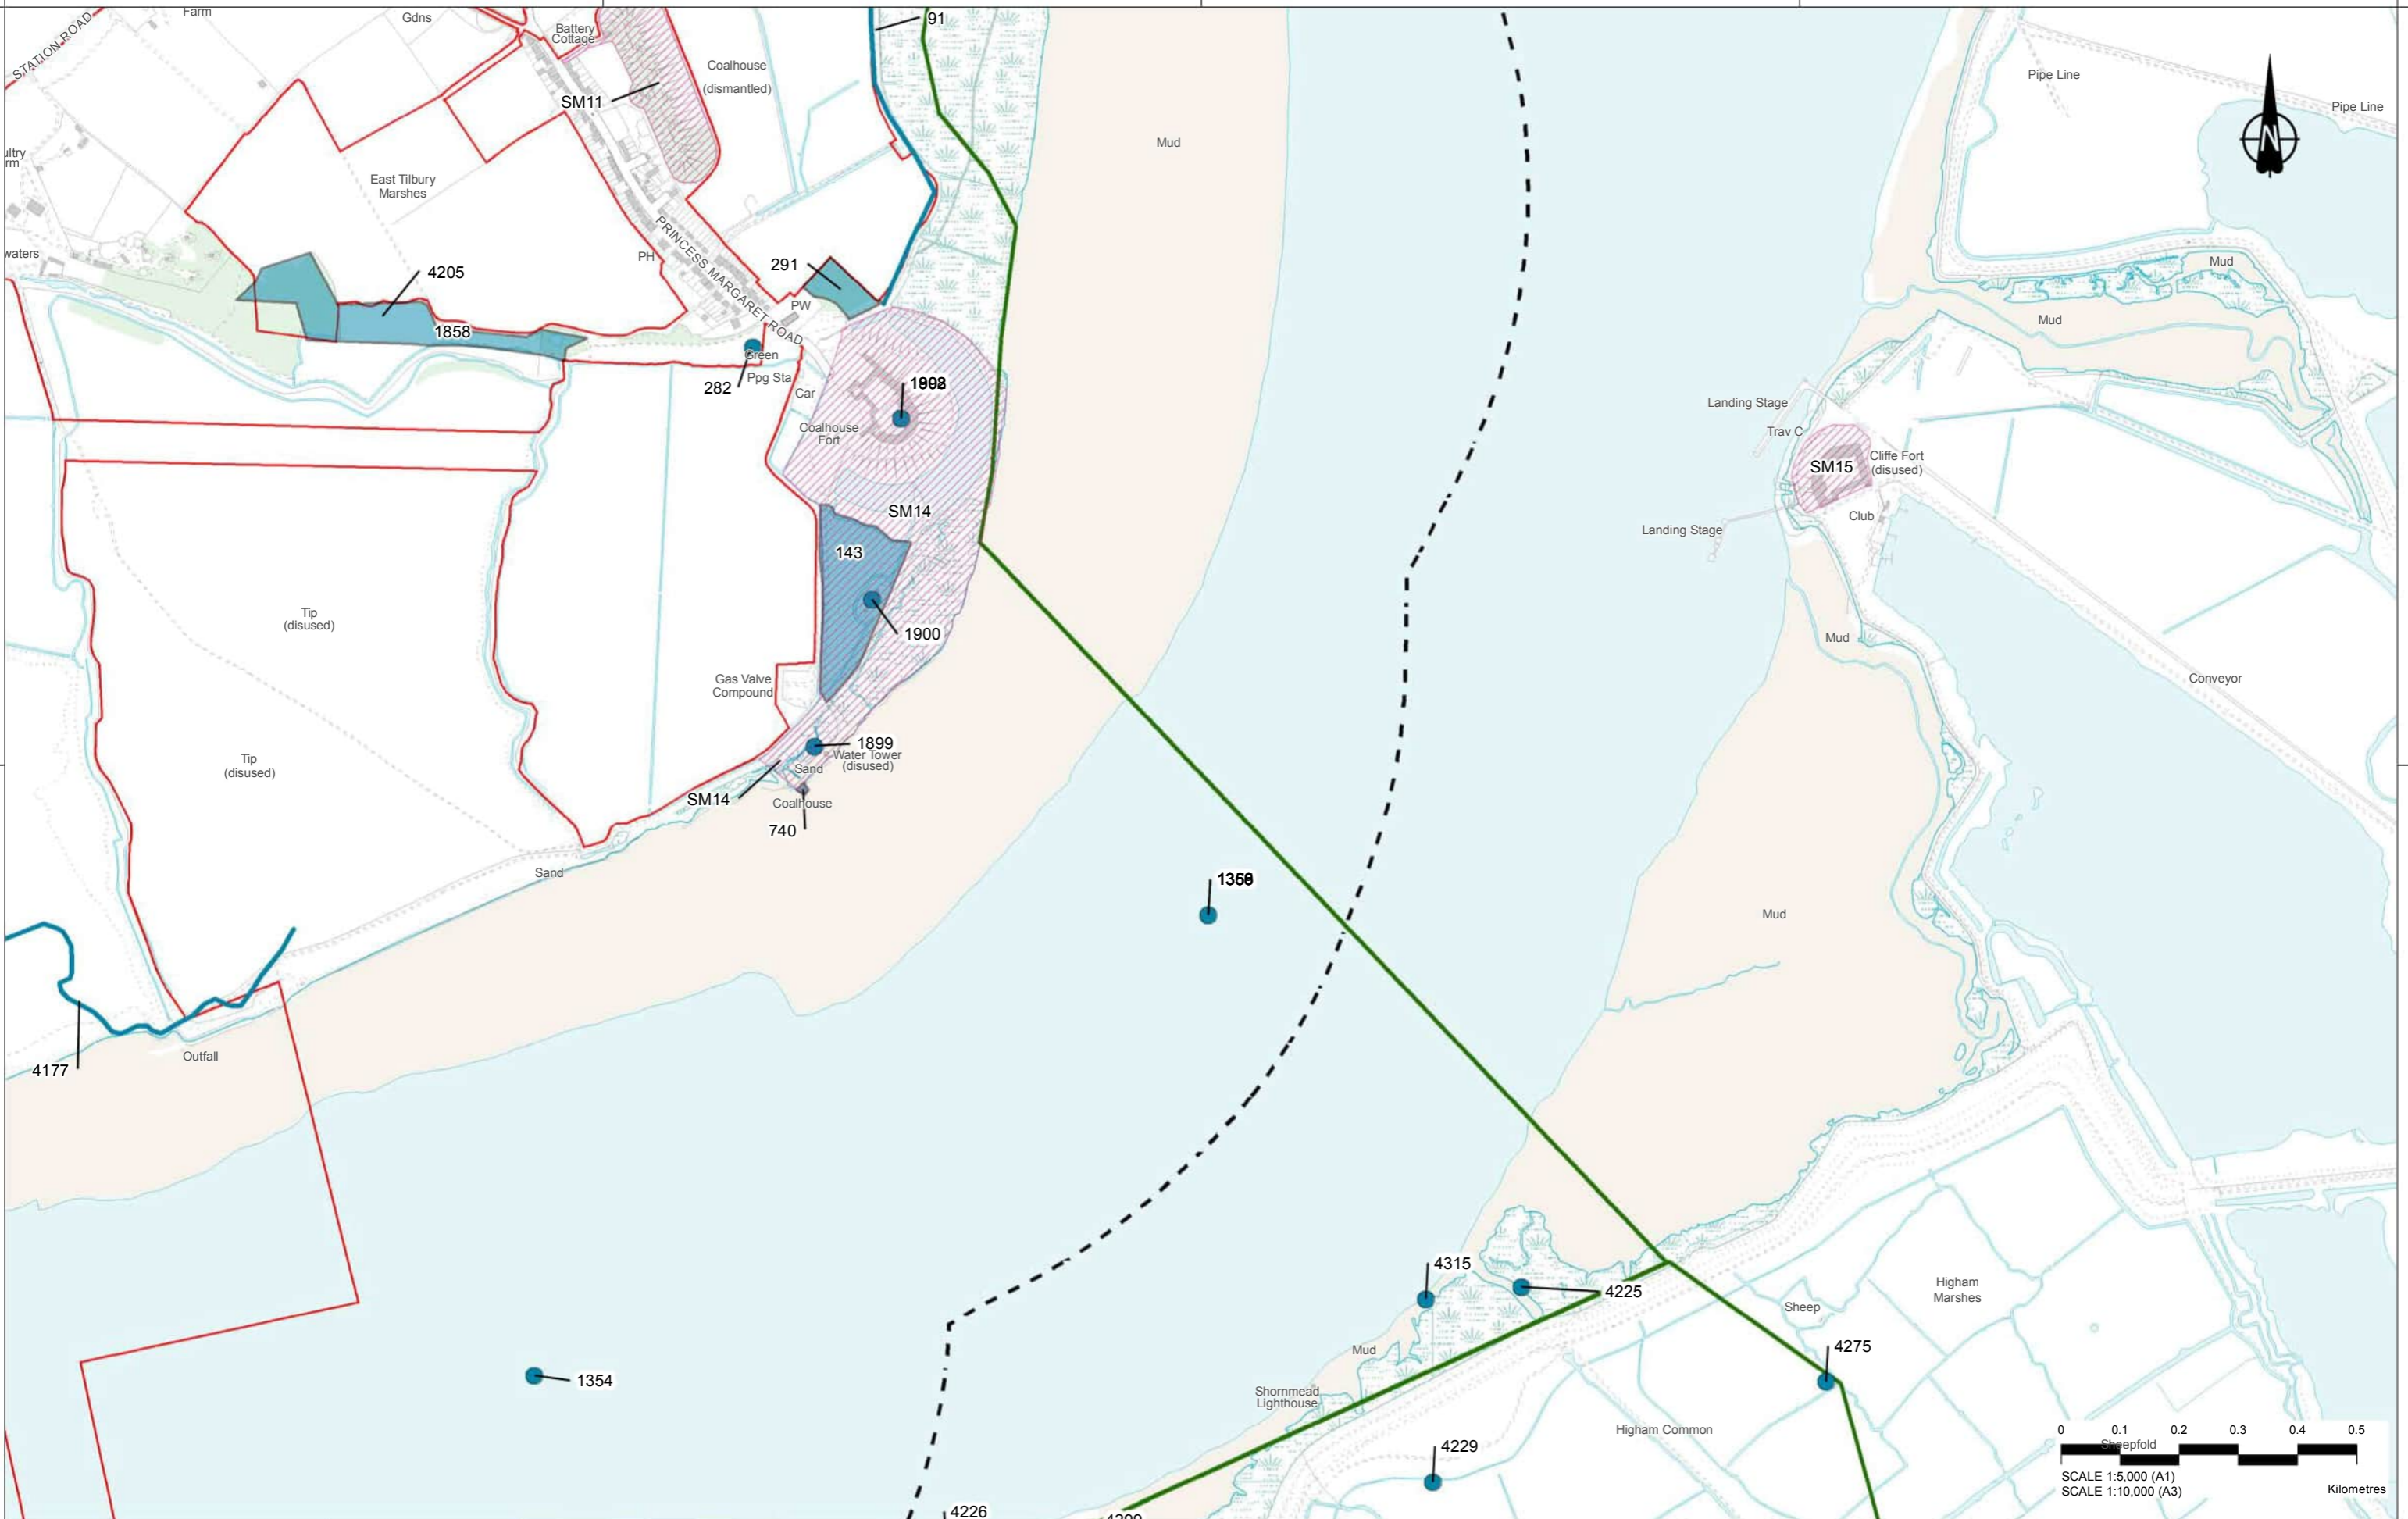 STATION ROAD
Farm
Gdns
Battery
Cottage
91
Coalhouse
(dismantled)
SM11
Mud
Pipe Line
Pipe Line
N
ultry
rm
East Tilbury
Marshes
waters
PH
PRINCESS MARGARET ROAD
291
PW
4205
1858
Mud
Mud
Green
282
Ppg Sta
Car
Coalhouse
Fort
Landing Stage
Trav C
SM15
Cliffe Fort
(disused)
SM14
Club
Landing Stage
143
Tip
(disused)
1900
Mud
Gas Valve
Compound
Conveyor
1899
Water Tower
(disused)
Sand
Tip
(disused)
SM14
Coalhouse
740
Sand
Mud
Outfall
4177
4315
4225
Higham
Marshes
Sheep
Mud
4275
1354
Shornmead
Lighthouse
Higham Common
4229
0 0.1 0.2 0.3 0.4 0.5
Sheepfold
SCALE 1:5,000 (A1)
SCALE 1:10,000 (A3)
Kilometres
4226